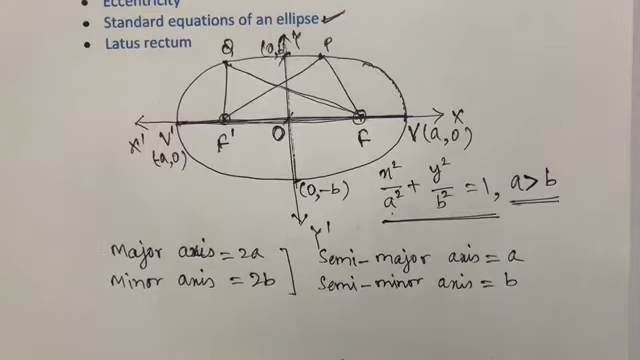 Eccentricity
Standard equations of an ellipse
Latus rectum
Q (0,b) Y P
X' V' F' O F V(a,0) X
(-a,0)
(0,-b)
x²/a² + y²/b² = 1, a>b
Y'
Major axis = 2a
Semi-major axis = a
Minor axis = 2b
Semi-minor axis = b